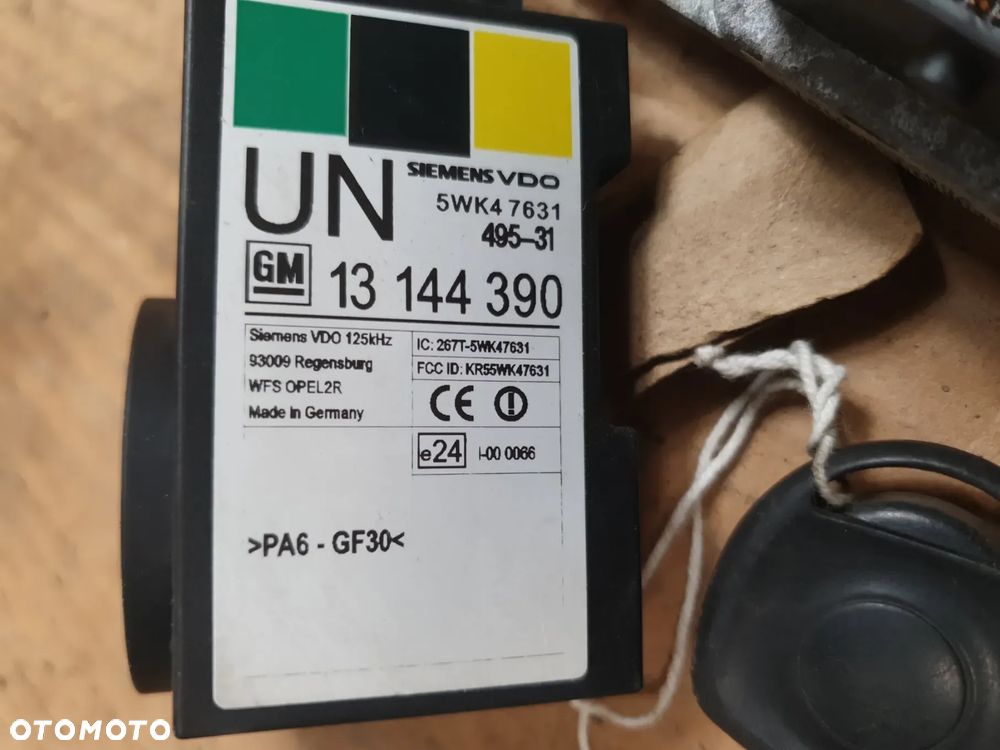 UN
SIEMENS VDO
5WK4 7631
495-31
GM 13 144 390
Siemens VDO 125kHz
93009 Regensburg
WFS OPEL2R
Made in Germany
IC: 267T-5WK47631
FCC ID: KR55WK47631
CE
e24 I-00 0066
>PA6 - GF30<
OTOMOTO